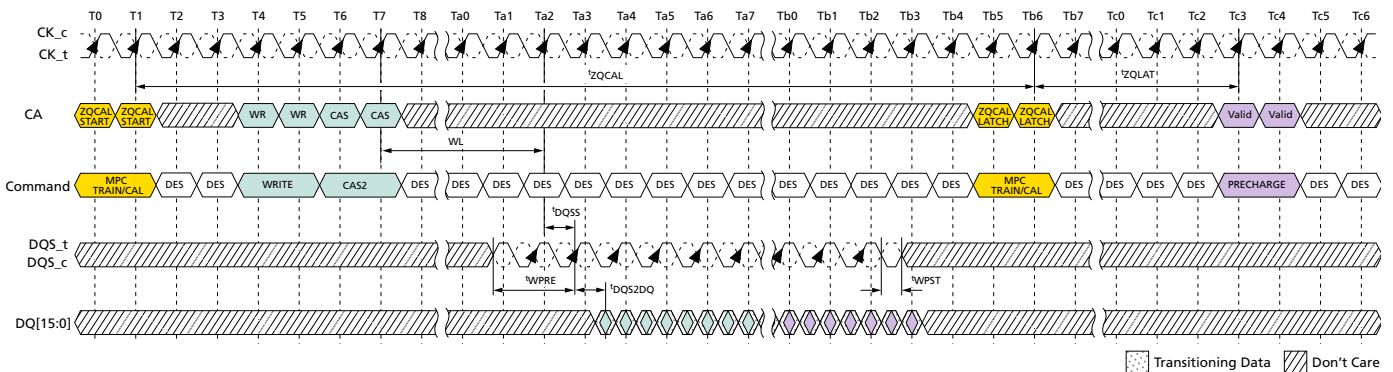 T0 T1 T2 T3 T4 T5 T6 T7 T8 Ta0 Ta1 Ta2 Ta3 Ta4 Ta5 Ta6 Ta7 Tb0 Tb1 Tb2 Tb3 Tb4 Tb5 Tb6 Tb7 Tc0 Tc1 Tc2 Tc3 Tc4 Tc5 Tc6
CK_c
CK_t
tZQCAL tZQLAT
CA ZQCAL START ZQCAL START WR WR CAS CAS ZQCAL LATCH ZQCAL LATCH Valid Valid
WL
Command MPC TRAIN/CAL DES DES WRITE CAS2 DES DES DES DES DES DES DES DES DES DES DES DES DES DES MPC TRAIN/CAL DES DES DES DES PRECHARGE DES DES
tDQSS
DQS_t
DQS_c
tWPRE tDQS2DQ tWPST
DQ[15:0]
Transitioning Data Don't Care